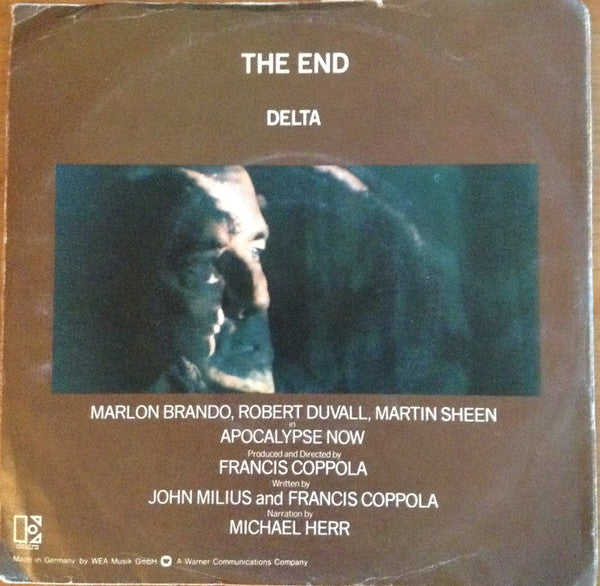 THE END
DELTA
MARLON BRANDO, ROBERT DUVALL, MARTIN SHEEN
in
APOCALYPSE NOW
Produced and Directed by
FRANCIS COPPOLA
Written by
JOHN MILIUS and FRANCIS COPPOLA
Narration by
MICHAEL HERR
Made in Germany by WEA Musik GmbH A Warner Communications Company